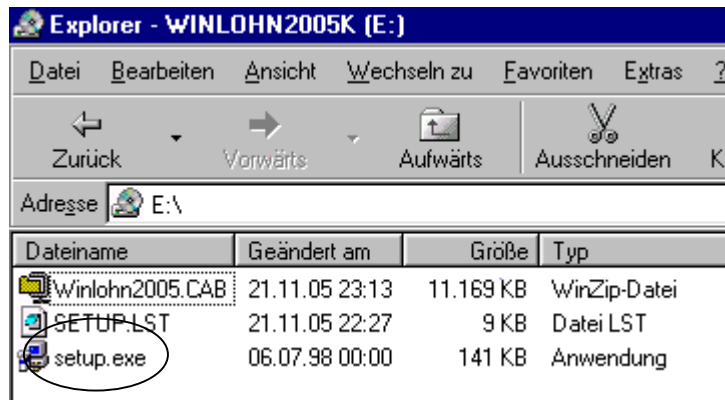 Explorer - WINLOHN2005K (E:)
Datei Bearbeiten Ansicht Wechseln zu Favoriten Extras ?
Zurück Vorwärts Aufwärts Ausschneiden K
Adresse E:\
Dateiname Geändert am Größe Typ
Winlohn2005.CAB 21.11.05 23:13 11.169 KB WinZip-Datei
SETUP.LST 21.11.05 22:27 9 KB Datei LST
setup.exe 06.07.98 00:00 141 KB Anwendung